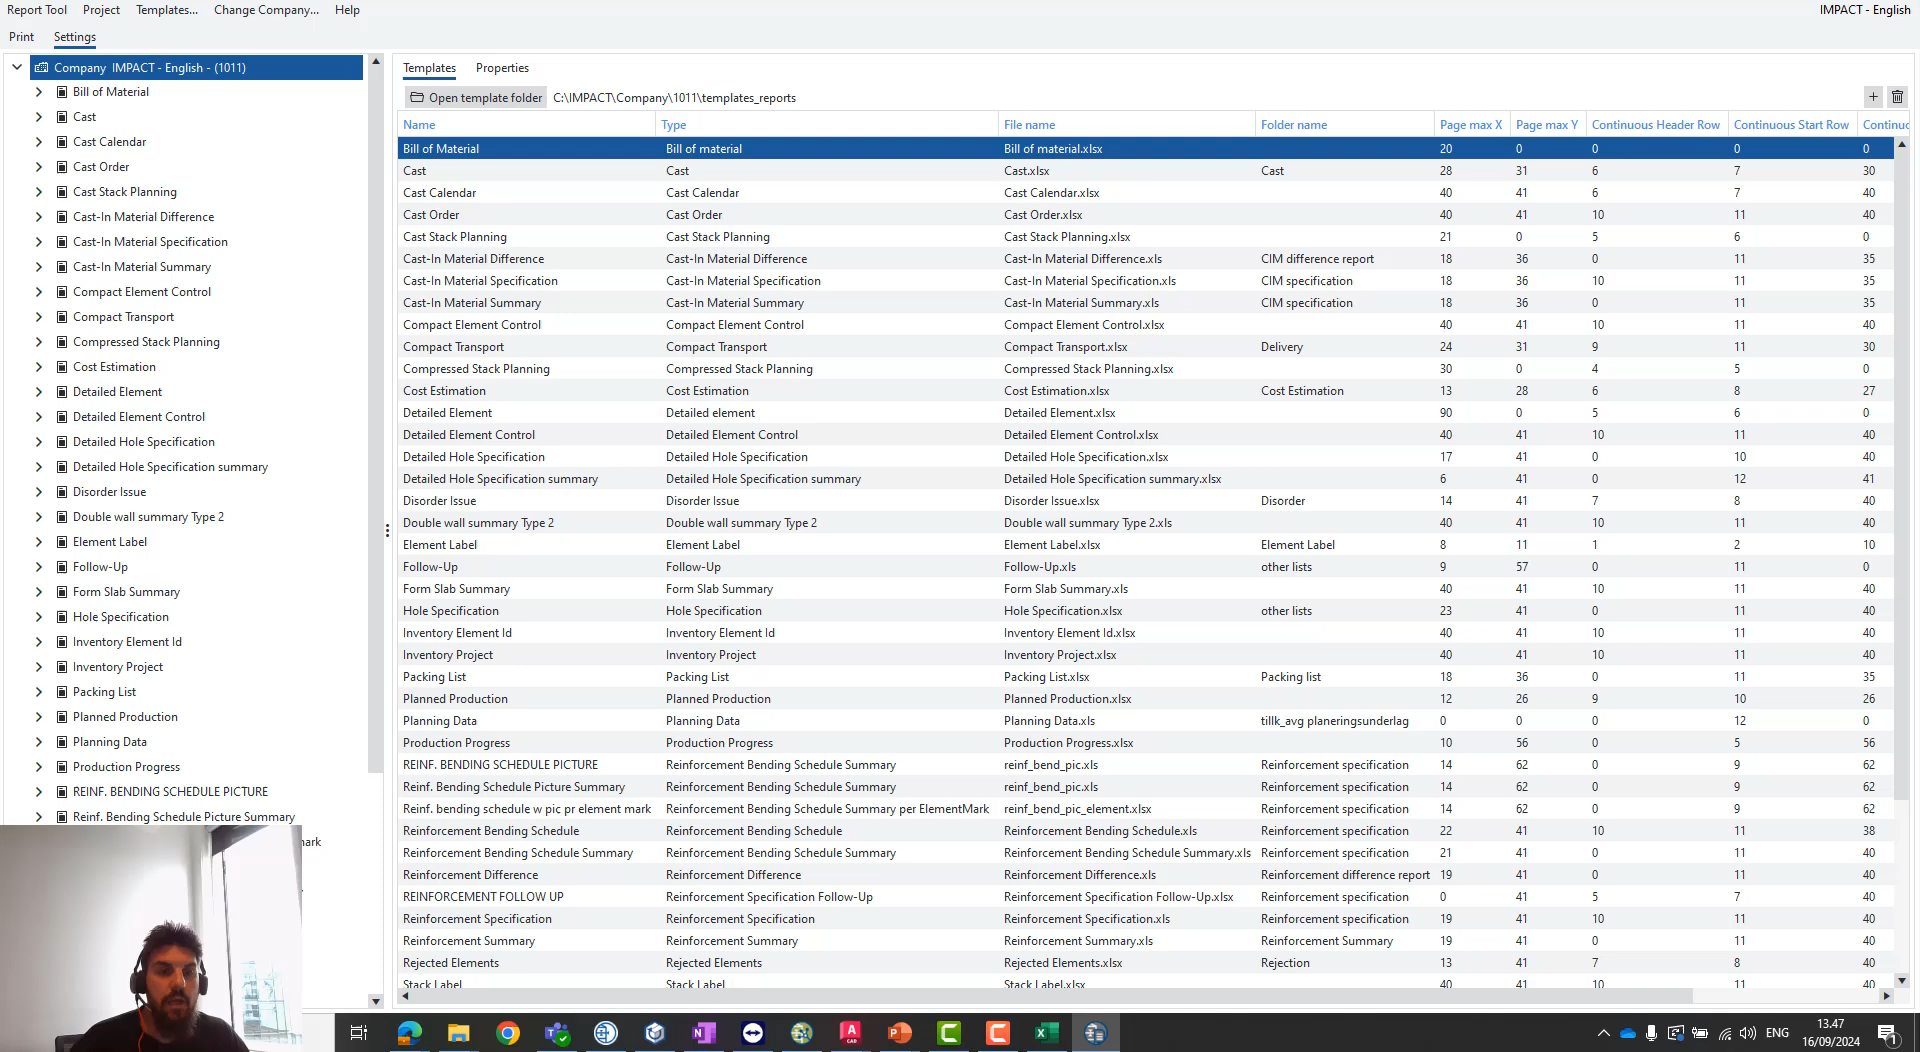 Report Tool Project Templates... Change Company... Help IMPACT - English
Print Settings
Company IMPACT - English - (1011)
Bill of Material
Cast
Cast Calendar
Cast Order
Cast Stack Planning
Cast-In Material Difference
Cast-In Material Specification
Cast-In Material Summary
Compact Element Control
Compact Transport
Compressed Stack Planning
Cost Estimation
Detailed Element
Detailed Element Control
Detailed Hole Specification
Detailed Hole Specification summary
Disorder Issue
Double wall summary Type 2
Element Label
Follow-Up
Form Slab Summary
Hole Specification
Inventory Element Id
Inventory Project
Packing List
Planned Production
Planning Data
Production Progress
REINF. BENDING SCHEDULE PICTURE
Reinf. Bending Schedule Picture Summary
Templates Properties
Open template folder C:\IMPACT\Company\1011\templates_reports
Name Type File name Folder name Page max X Page max Y Continuous Header Row Continuous Start Row
Bill of Material Bill of material Bill of material.xlsx 20 0 0 0 0
Cast Cast Cast.xlsx Cast 28 31 6 7 30
Cast Calendar Cast Calendar Cast Calendar.xlsx 40 41 6 7 40
Cast Order Cast Order Cast Order.xlsx 40 41 10 11 40
Cast Stack Planning Cast Stack Planning Cast Stack Planning.xlsx 21 0 5 6 0
Cast-In Material Difference Cast-In Material Difference Cast-In Material Difference.xls CIM difference report 18 36 0 11 35
Cast-In Material Specification Cast-In Material Specification Cast-In Material Specification.xls CIM specification 18 36 10 11 35
Cast-In Material Summary Cast-In Material Summary Cast-In Material Summary.xls CIM specification 18 36 0 11 35
Compact Element Control Compact Element Control Compact Element Control.xlsx 40 41 10 11 40
Compact Transport Compact Transport Compact Transport.xlsx Delivery 24 31 9 11 30
Compressed Stack Planning Compressed Stack Planning Compressed Stack Planning.xlsx 30 0 4 5 0
Cost Estimation Cost Estimation Cost Estimation.xlsx Cost Estimation 13 28 6 8 27
Detailed Element Detailed element Detailed Element.xlsx 90 0 5 6 0
Detailed Element Control Detailed Element Control Detailed Element Control.xlsx 40 41 10 11 40
Detailed Hole Specification Detailed Hole Specification Detailed Hole Specification.xlsx 17 41 0 10 40
Detailed Hole Specification summary Detailed Hole Specification summary Detailed Hole Specification summary.xlsx 6 41 0 12 41
Disorder Issue Disorder Issue Disorder Issue.xlsx Disorder 14 41 7 8 40
Double wall summary Type 2 Double wall summary Type 2 Double wall summary Type 2.xls 40 41 10 11 40
Element Label Element Label Element Label.xlsx Element Label 8 11 1 2 10
Follow-Up Follow-Up Follow-Up.xls other lists 9 57 0 11 0
Form Slab Summary Form Slab Summary Form Slab Summary.xls 40 41 10 11 40
Hole Specification Hole Specification Hole Specification.xlsx other lists 23 41 0 11 40
Inventory Element Id Inventory Element Id Inventory Element Id.xlsx 40 41 10 11 40
Inventory Project Inventory Project Inventory Project.xlsx 40 41 10 11 40
Packing List Packing List Packing List.xlsx Packing list 18 36 0 11 35
Planned Production Planned Production Planned Production.xlsx 12 26 9 10 26
Planning Data Planning Data Planning Data.xls tillk_avg planeringsunderlag 0 0 0 12 0
Production Progress Production Progress Production Progress.xlsx 10 56 0 5 56
REINF. BENDING SCHEDULE PICTURE Reinforcement Bending Schedule Summary reinf_bend_pic.xls Reinforcement specification 14 62 0 9 62
Reinf. Bending Schedule Picture Summary Reinforcement Bending Schedule Summary reinf_bend_pic.xls Reinforcement specification 14 62 0 9 62
Reinf. bending schedule w pic pr element mark Reinforcement Bending Schedule Summary per ElementMark reinf_bend_pic_element.xlsx Reinforcement specification 14 62 0 9 62
Reinforcement Bending Schedule Reinforcement Bending Schedule Reinforcement Bending Schedule.xls Reinforcement specification 22 41 10 11 38
Reinforcement Bending Schedule Summary Reinforcement Bending Schedule Summary Reinforcement Bending Schedule Summary.xls Reinforcement specification 21 41 0 11 40
Reinforcement Difference Reinforcement Difference Reinforcement Difference.xls Reinforcement difference report 19 41 0 11 40
REINFORCEMENT FOLLOW UP Reinforcement Specification Follow-Up Reinforcement Specification Follow-Up.xlsx Reinforcement specification 0 41 5 7 40
Reinforcement Specification Reinforcement Specification Reinforcement Specification.xls Reinforcement specification 19 41 10 11 40
Reinforcement Summary Reinforcement Summary Reinforcement Summary.xls Reinforcement Summary 19 41 0 11 40
Rejected Elements Rejected Elements Rejected Elements.xlsx Rejection 13 41 7 8 40
Stack Label Stack Label Stack Label.xlsx 40 41 10 11 40
ENG 13.47
16/09/2024